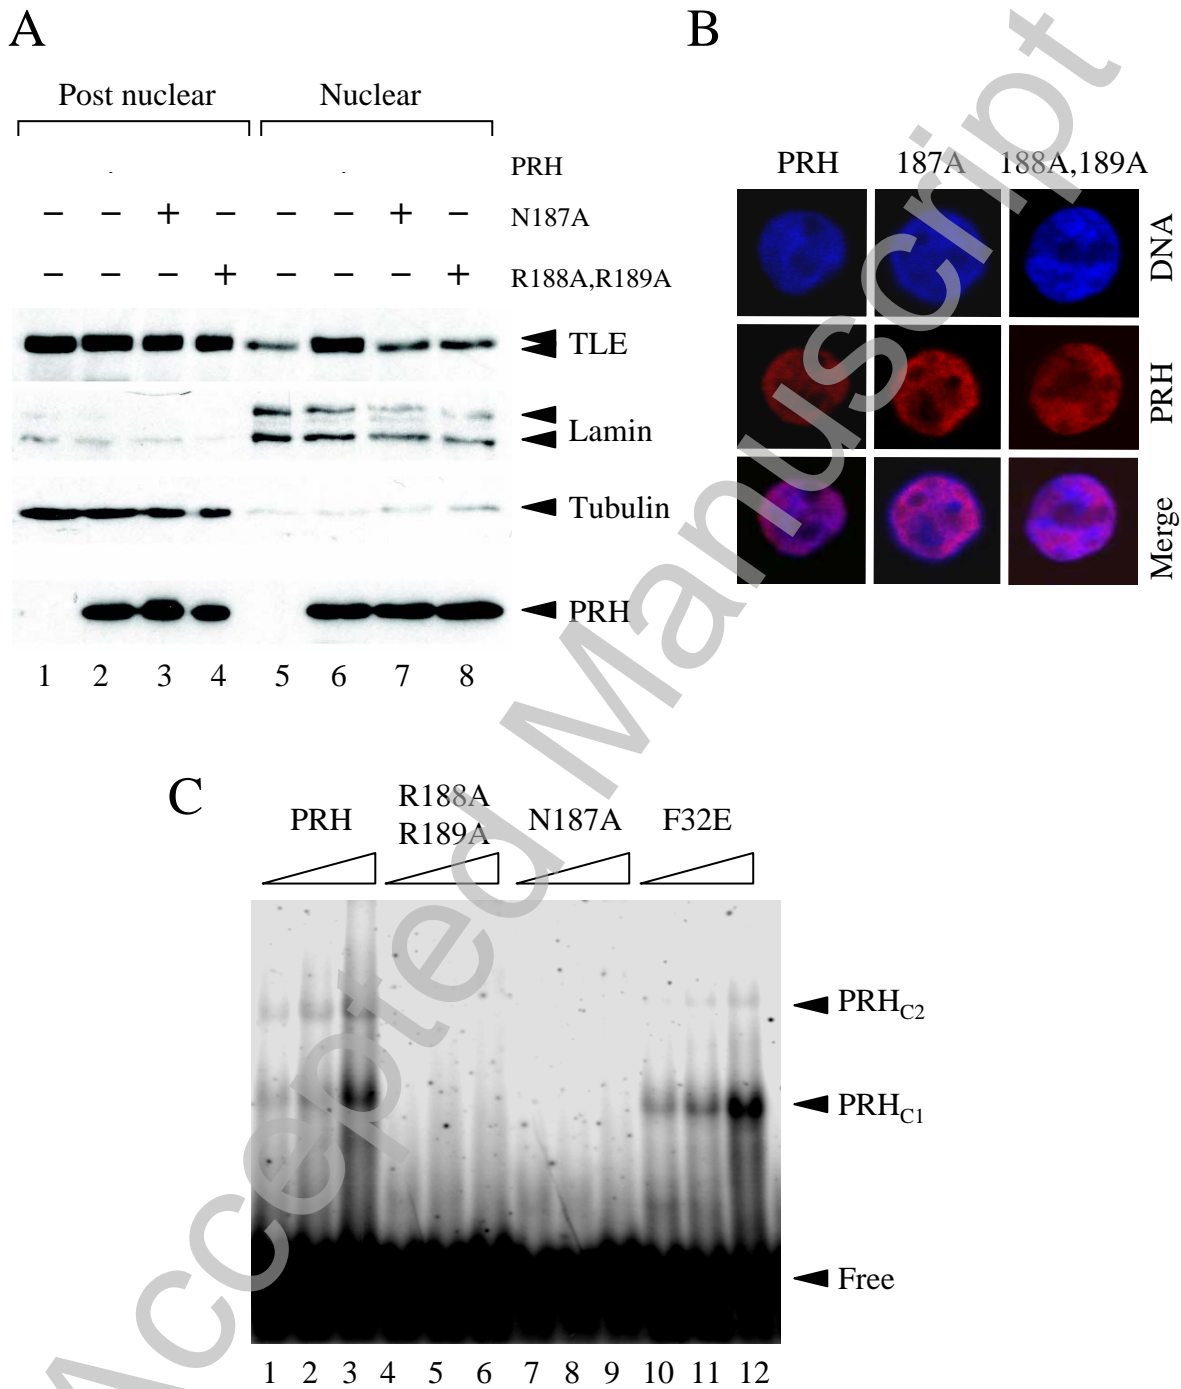 A
Post nuclear Nuclear
PRH
− − + − − − + − N187A
− − − + − − − + R188A,R189A
TLE
Lamin
Tubulin
PRH
1 2 3 4 5 6 7 8
B
PRH 187A 188A,189A
DNA
PRH
Merge
C
PRH R188A R189A N187A F32E
PRHC2
PRHC1
Free
1 2 3 4 5 6 7 8 9 10 11 12
Accepted Manuscript